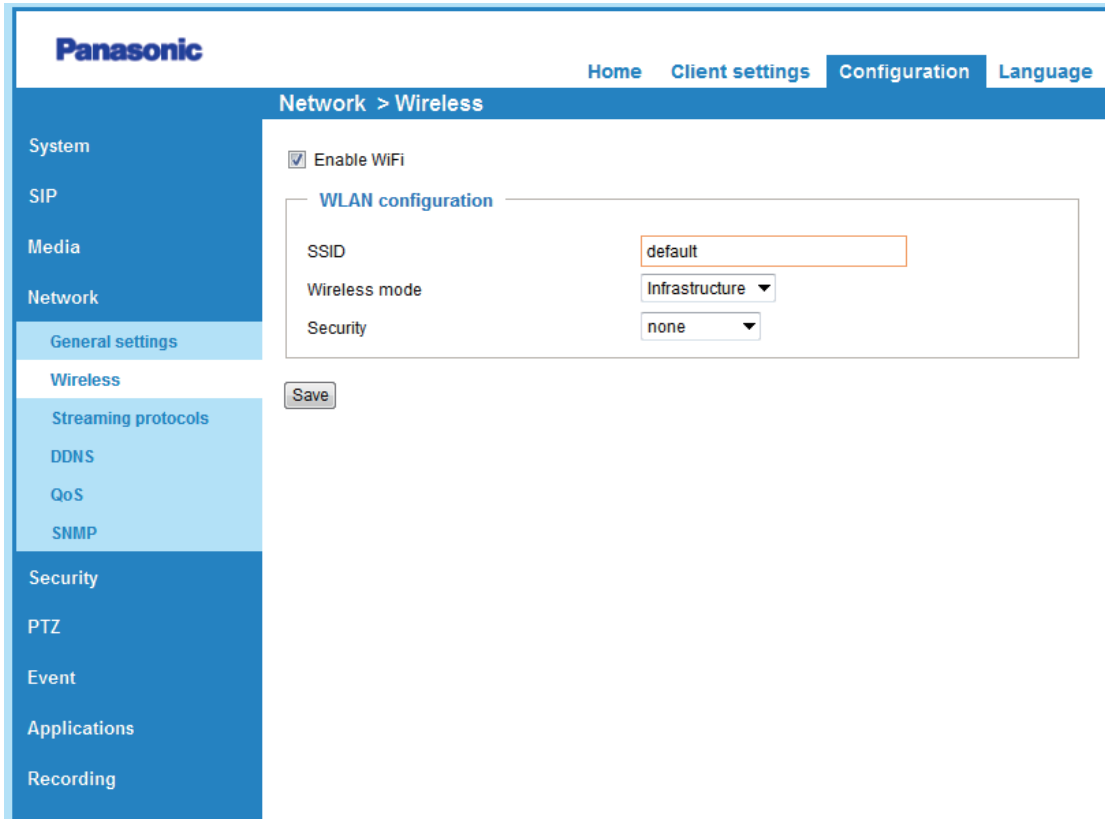 Panasonic
Home Client settings Configuration Language
Network > Wireless
System
SIP
Media
Network
General settings
Wireless
Streaming protocols
DDNS
QoS
SNMP
Security
PTZ
Event
Applications
Recording
Enable WiFi
WLAN configuration
SSID default
Wireless mode Infrastructure
Security none
Save